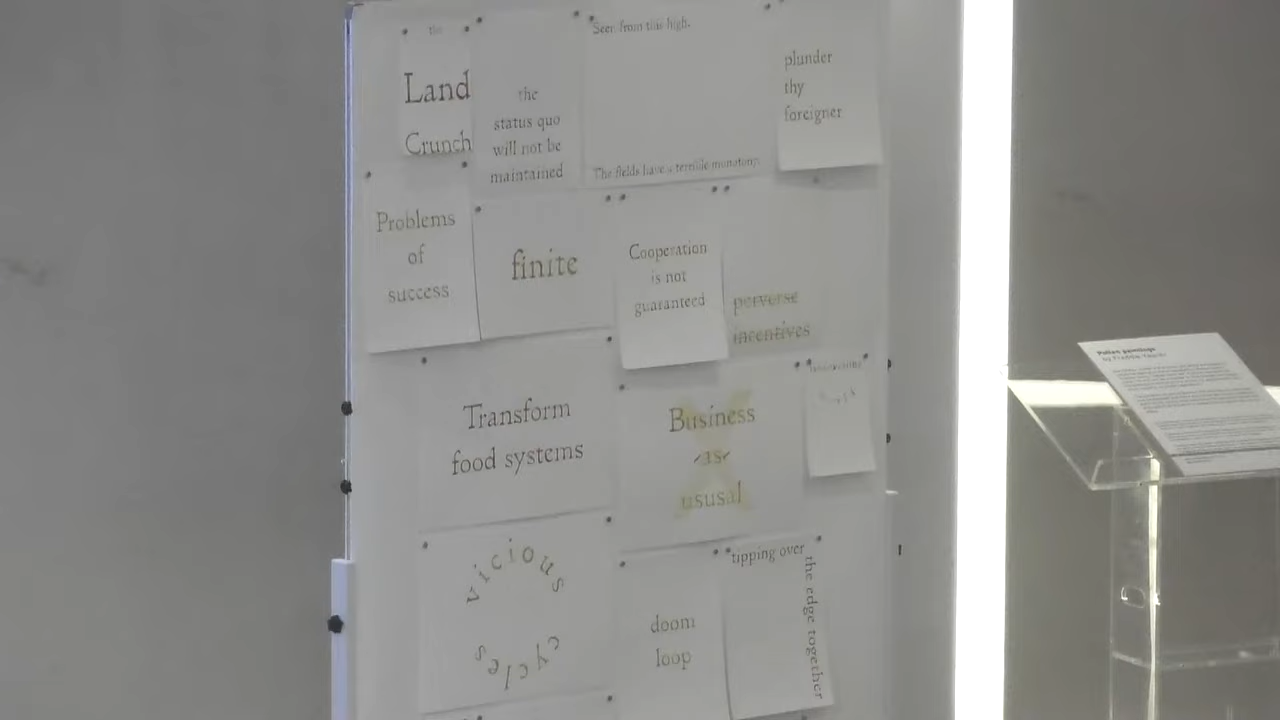 the
Land
Crunch
the
status quo
will not be
maintained
Seen from this high.
The fields have a terrible monotony.
plunder
thy
foreigner
Problems
of
success
finite
Cooperation
is not
guaranteed
perverse
incentives
Transform
food systems
Business
as
ususal
vicious
cycles
doom
loop
tipping over
the edge together